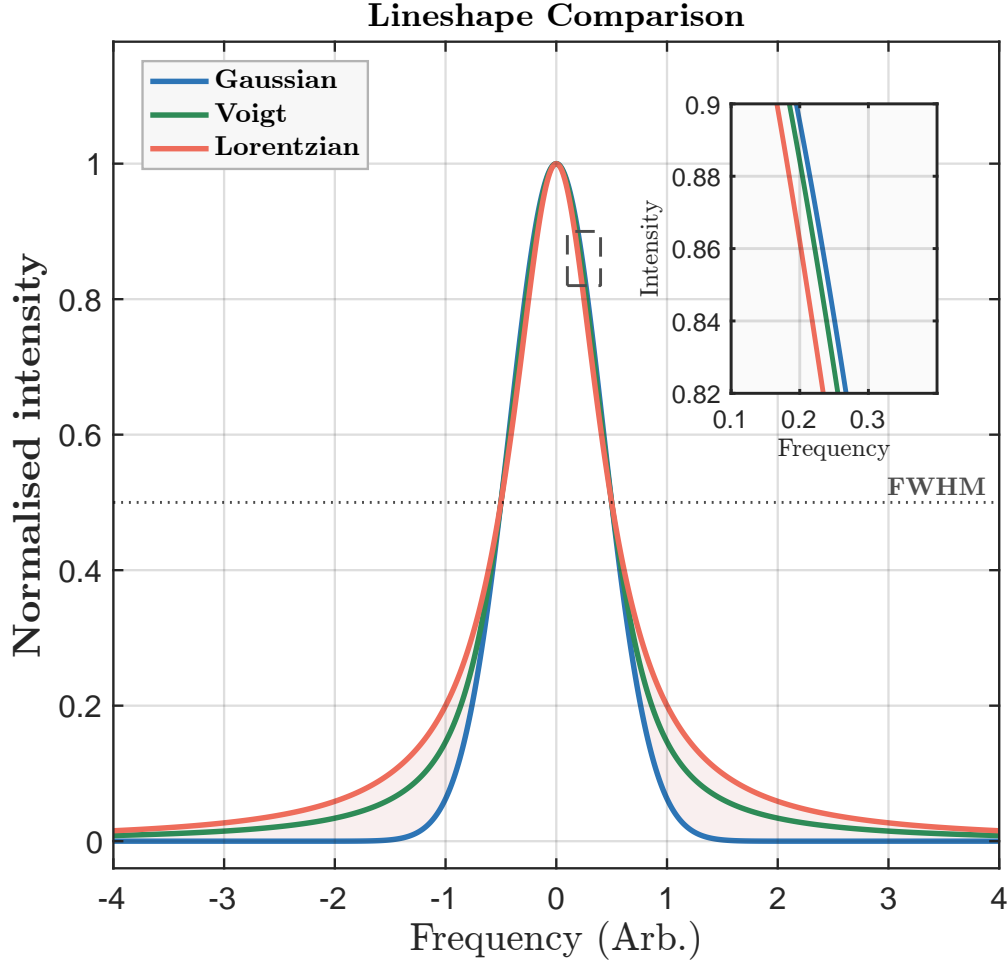 Lineshape Comparison
Gaussian
Voigt
Lorentzian
Normalised intensity
1
0.8
0.6
0.4
0.2
0
-4 -3 -2 -1 0 1 2 3 4
Frequency (Arb.)
FWHM
Intensity
0.9
0.88
0.86
0.84
0.82
0.1 0.2 0.3
Frequency